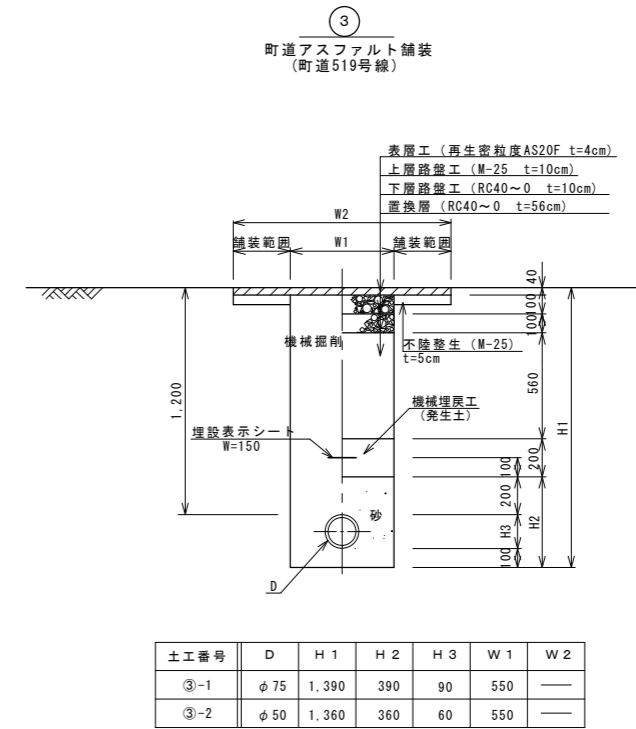 ③
町道アスファルト舗装
(町道519号線)
表層工 (再生密粒度AS20F t=4cm)
上層路盤工 (M-25 t=10cm)
下層路盤工 (RC40～0 t=10cm)
置換層 (RC40～0 t=56cm)
W2
舗装範囲
W1
舗装範囲
40
100
100
機械掘削
不陸整生 (M-25)
t=5cm
560
H1
1,200
機械埋戻工
(発生土)
埋設表示シート
W=150
200
100
200
砂
H3
H2
100
D
土工番号 D H1 H2 H3 W1 W2
③-1 φ75 1,390 390 90 550 ——
③-2 φ50 1,360 360 60 550 ——